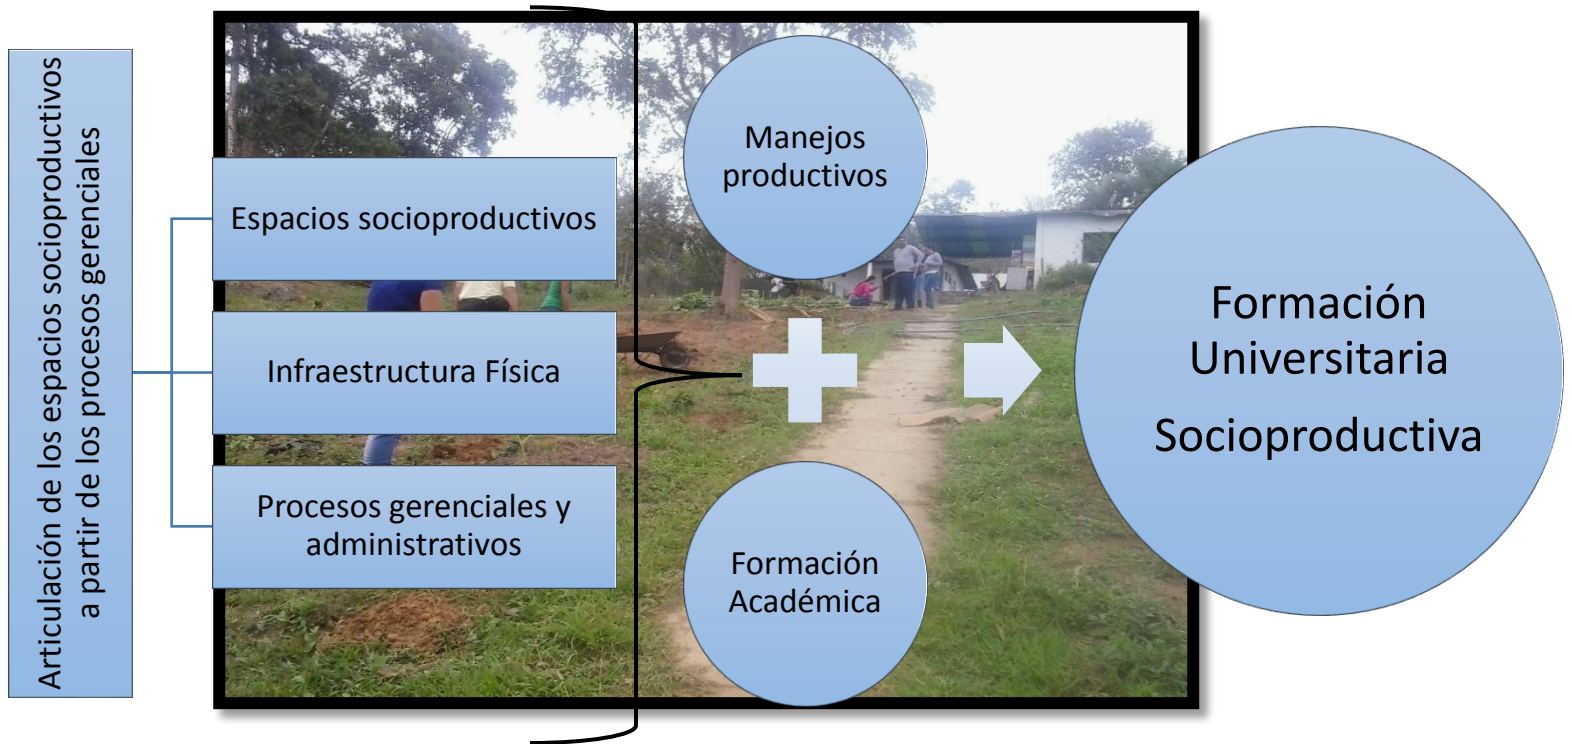 Articulación de los espacios socioproductivos
a partir de los procesos gerenciales
Espacios socioproductivos
Infraestructura Física
Procesos gerenciales y
administrativos
Manejos
productivos
Formación
Académica
Formación
Universitaria
Socioproductiva